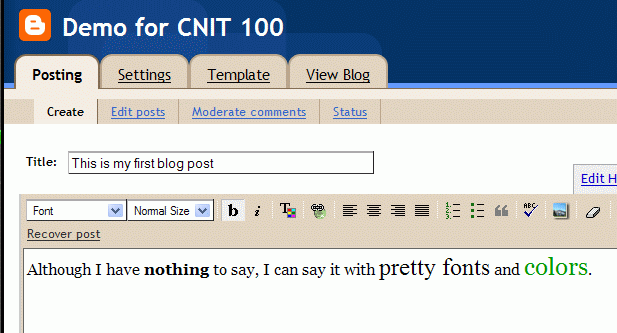 Demo for CNIT 100
Posting Settings Template View Blog
Create Edit posts Moderate comments Status
Title: This is my first blog post
Edit H
Font Normal Size b i T ABC
Recover post
Although I have nothing to say, I can say it with pretty fonts and colors.